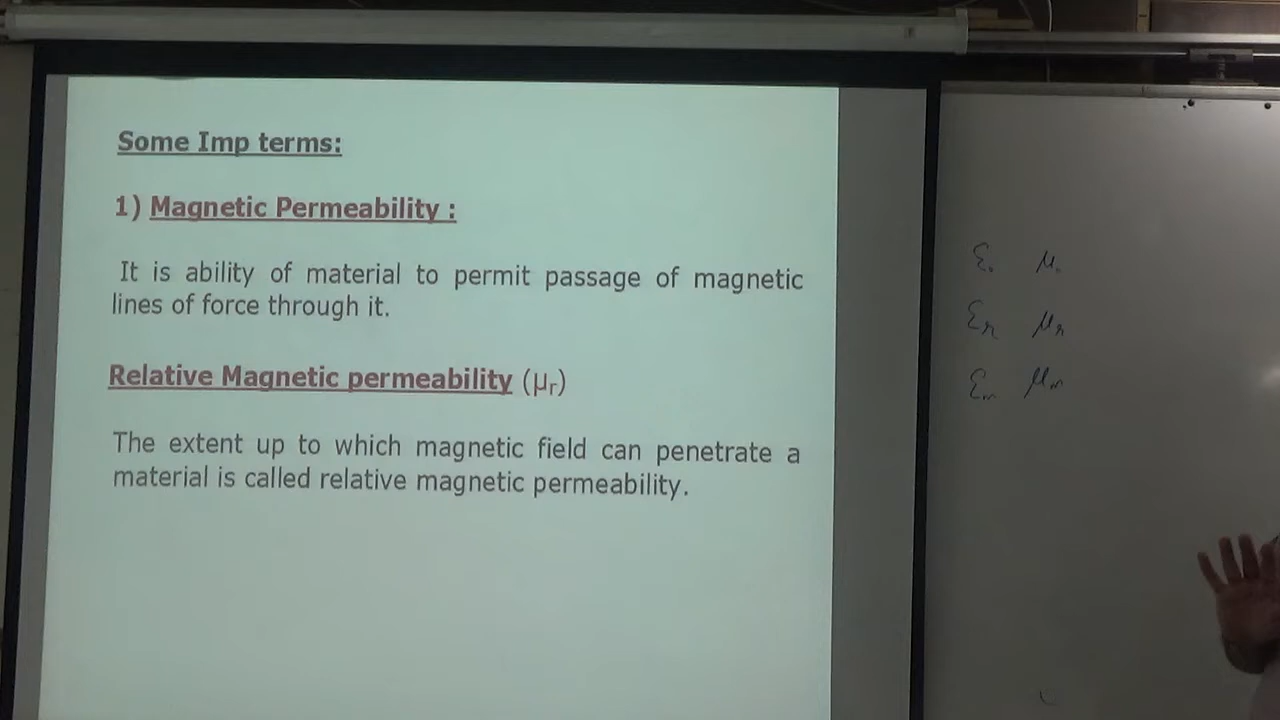 Some Imp terms:
1) Magnetic Permeability :
It is ability of material to permit passage of magnetic
lines of force through it.
Relative Magnetic permeability (μr)
The extent up to which magnetic field can penetrate a
material is called relative magnetic permeability.
ε₀ μ₀
εr μr
εm μm